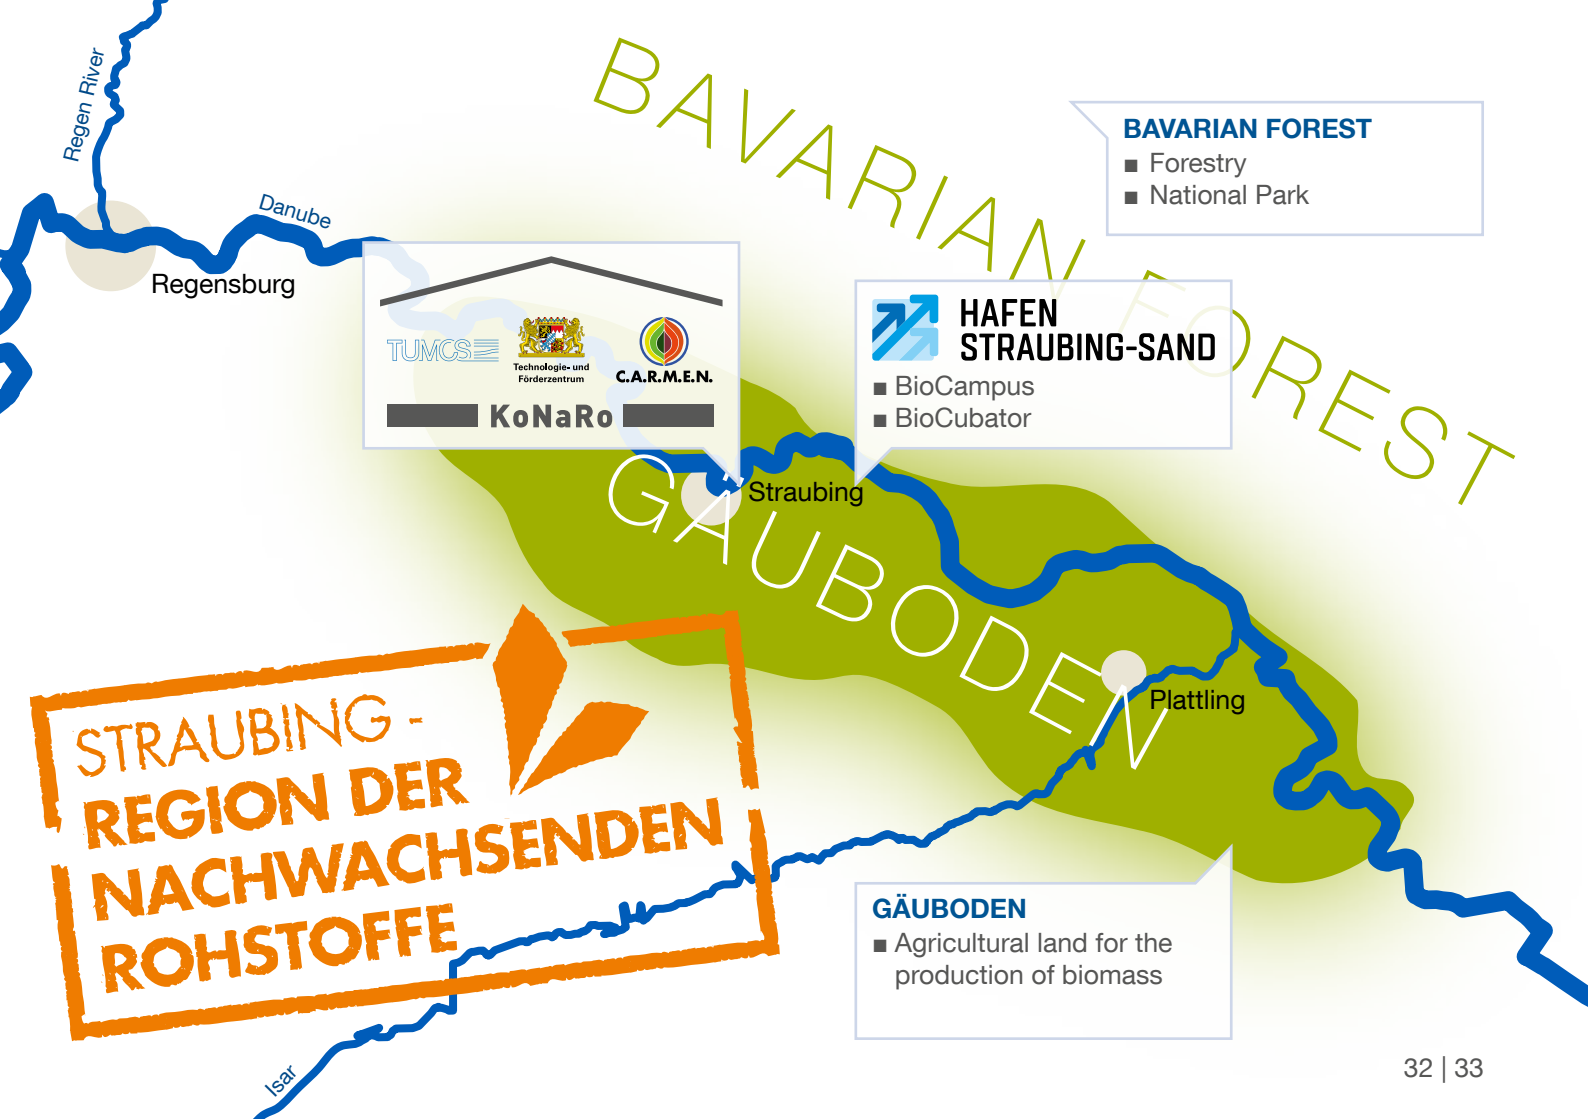 Regen River
BAVARIAN FOREST
BAVARIAN FOREST
■ Forestry
■ National Park
Danube
Regensburg
TUMCS
Technologie- und
Förderzentrum
C.A.R.M.E.N.
KoNaRo
HAFEN
STRAUBING-SAND
■ BioCampus
■ BioCubator
Straubing
GÄUBODEN
Plattling
STRAUBING -
REGION DER
NACHWACHSENDEN
ROHSTOFFE
GÄUBODEN
■ Agricultural land for the
production of biomass
Isar
32 | 33